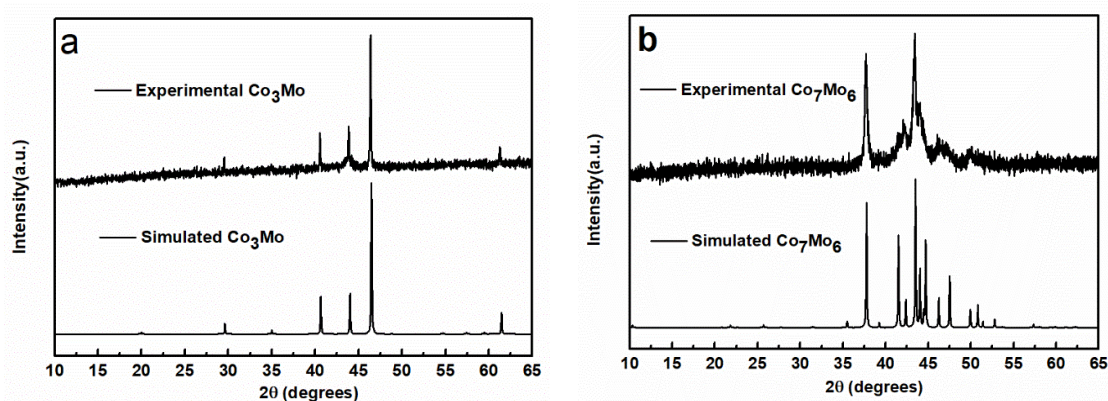 a
Experimental Co3Mo
Simulated Co3Mo
Intensity(a.u.)
10 15 20 25 30 35 40 45 50 55 60 65
2θ (degrees)
b
Experimental Co7Mo6
Simulated Co7Mo6
Intensity(a.u.)
10 15 20 25 30 35 40 45 50 55 60 65
2θ (degrees)